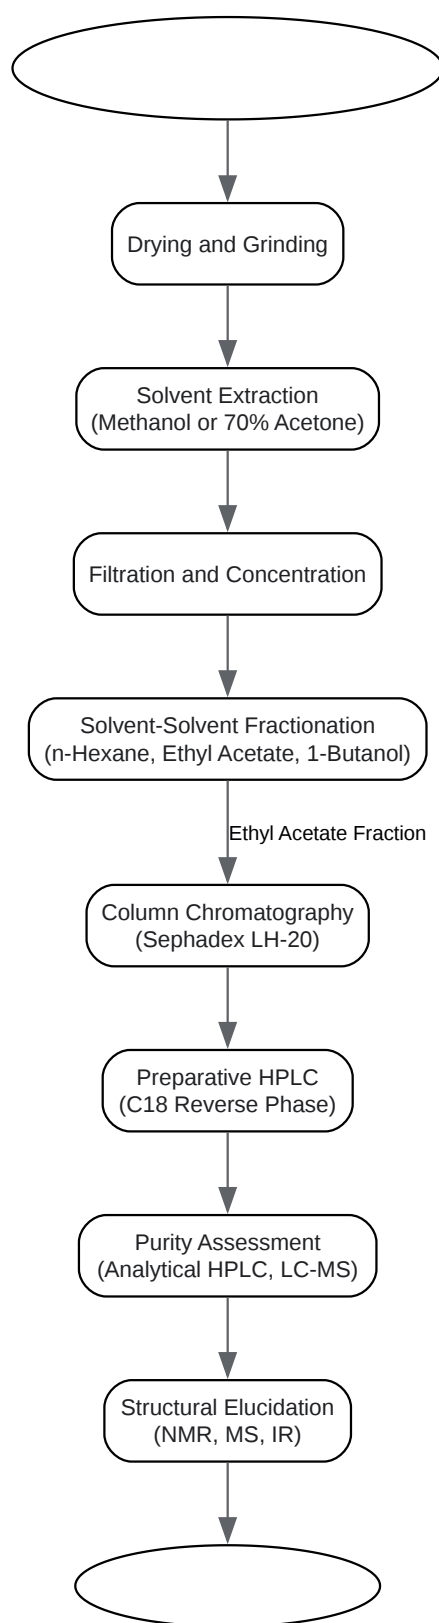 Drying and Grinding
Solvent Extraction
(Methanol or 70% Acetone)
Filtration and Concentration
Solvent-Solvent Fractionation
(n-Hexane, Ethyl Acetate, 1-Butanol)
Ethyl Acetate Fraction
Column Chromatography
(Sephadex LH-20)
Preparative HPLC
(C18 Reverse Phase)
Purity Assessment
(Analytical HPLC, LC-MS)
Structural Elucidation
(NMR, MS, IR)